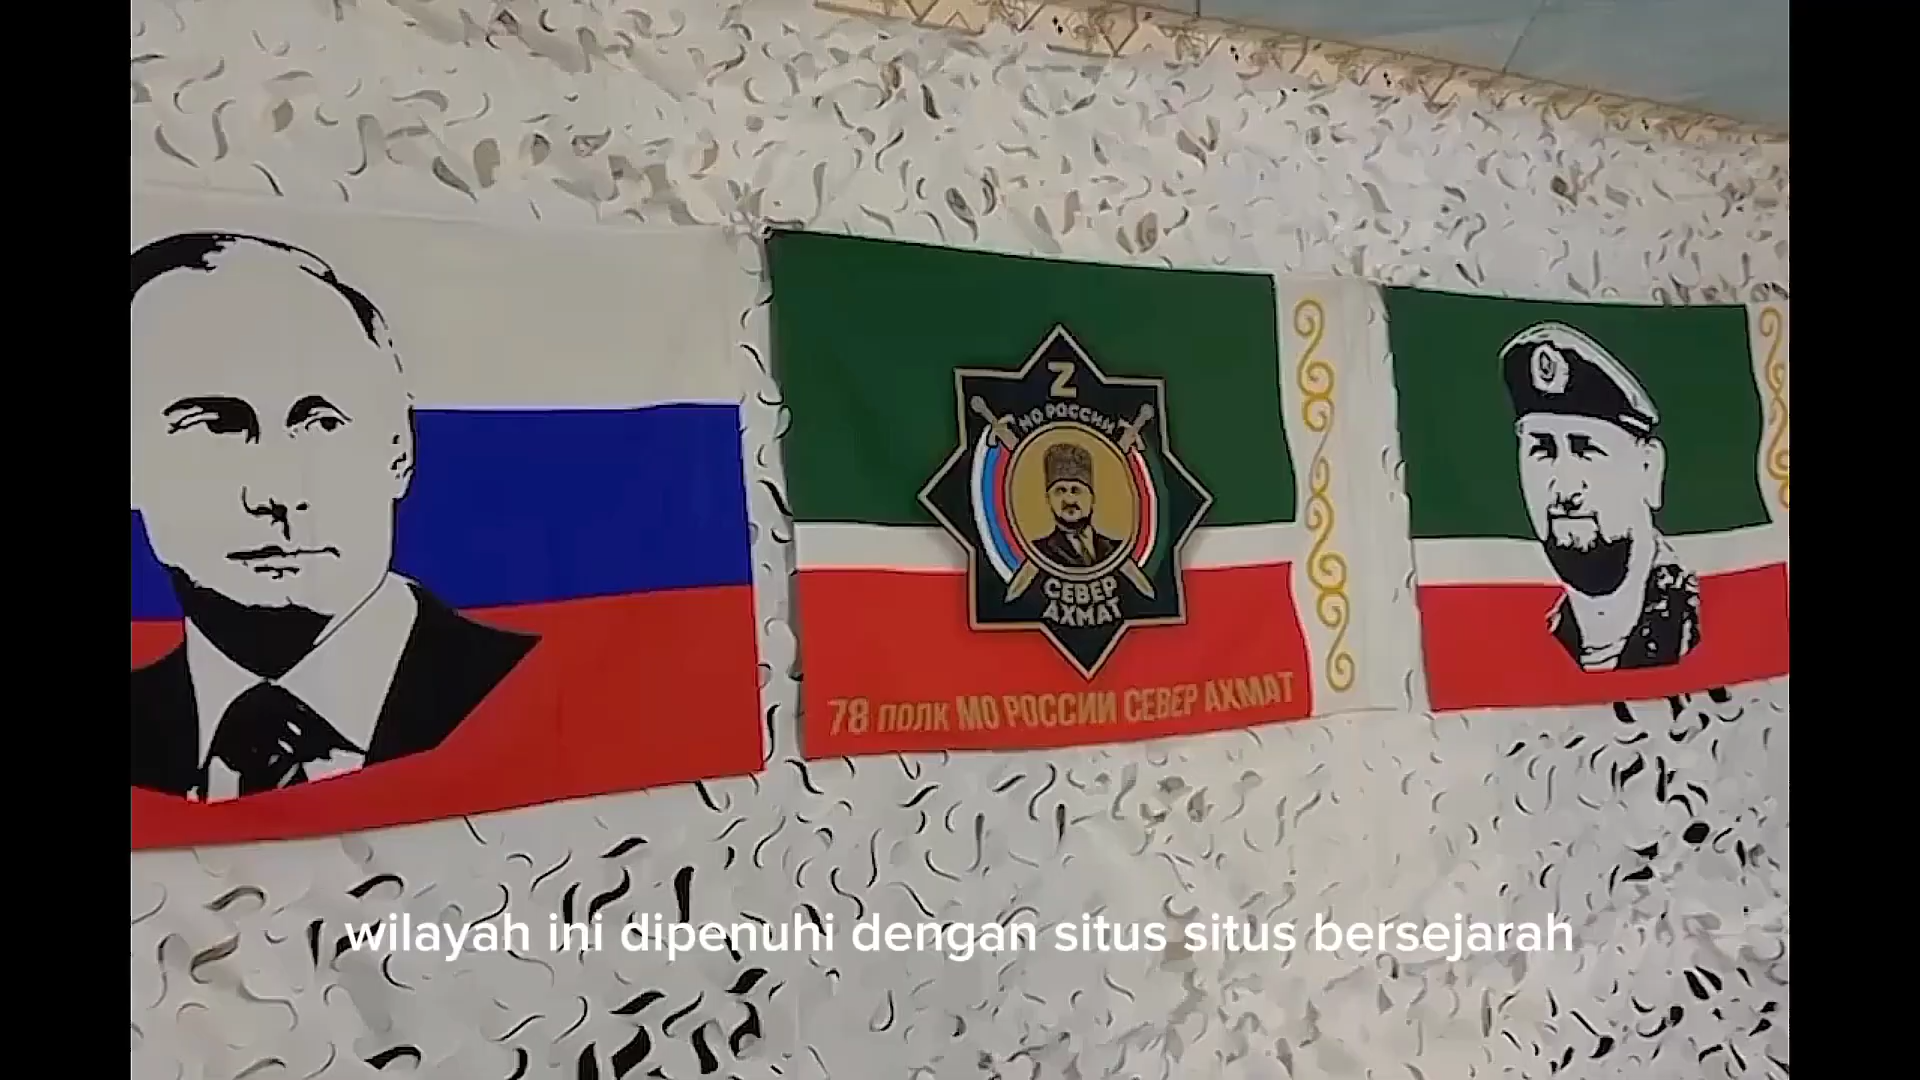 Z
МО РОССИИ
СЕВЕР
АХМАТ
78 ПОЛК МО РОССИИ СЕВЕР АХМАТ
wilayah ini dipenuhi dengan situs situs bersejarah